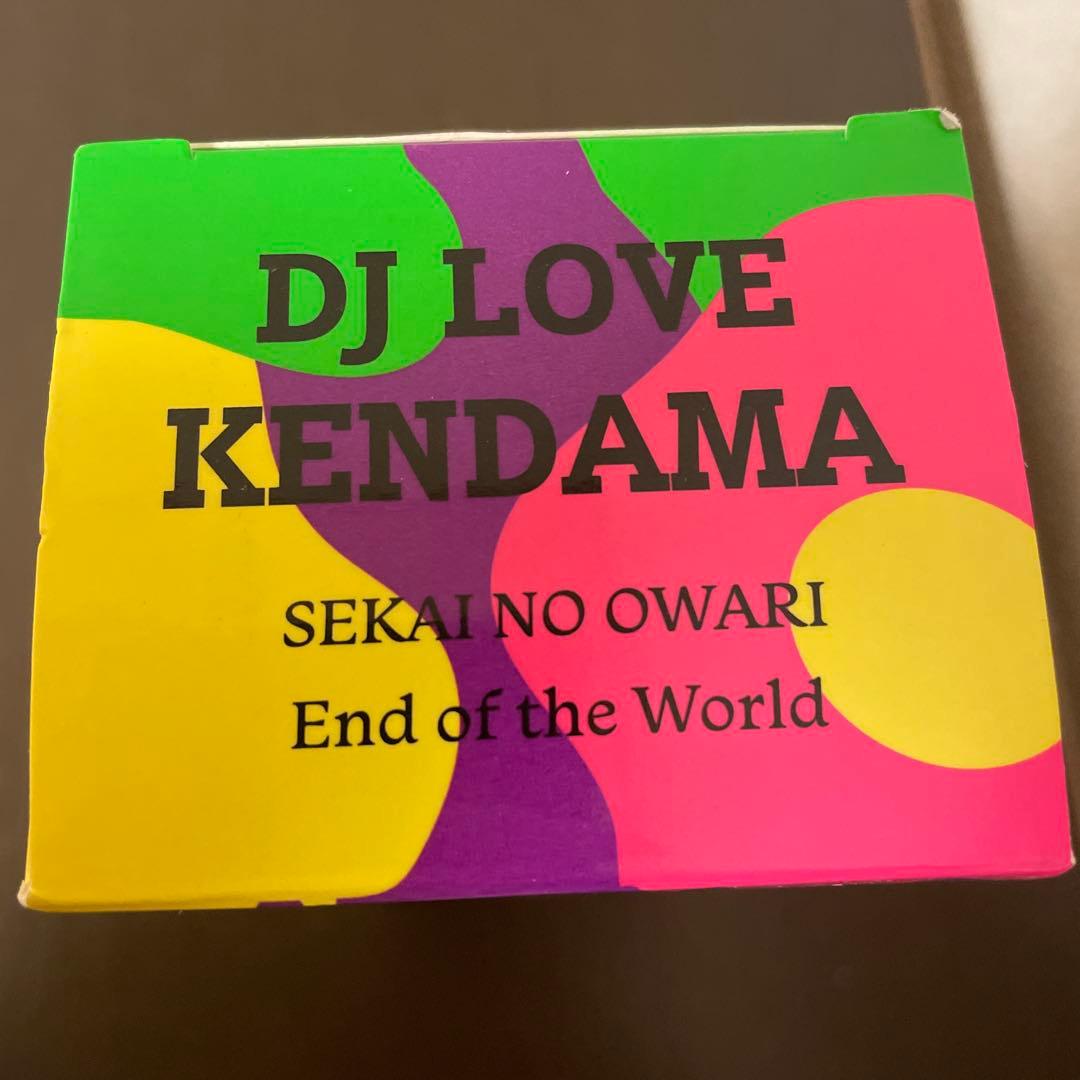 DJ LOVE
KENDAMA
SEKAI NO OWARI
End of the World